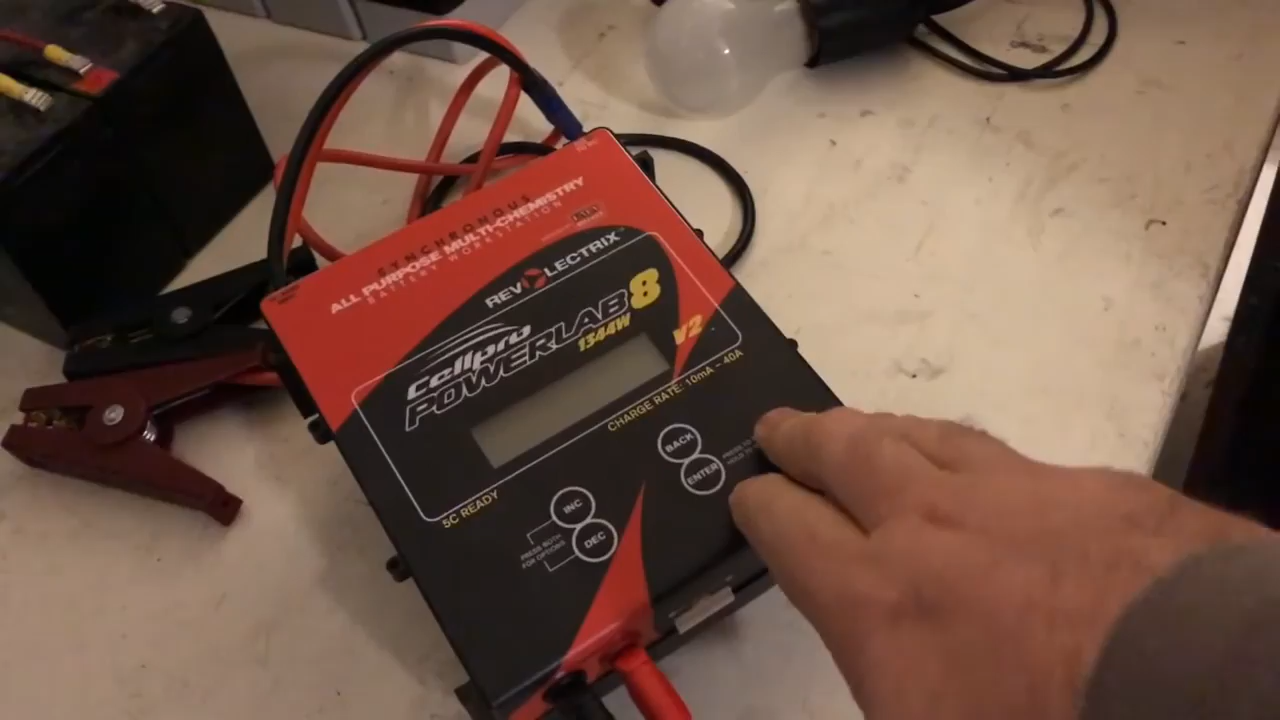 SYNCHRONOUS
ALL PURPOSE MULTI-CHEMISTRY
BATTERY WORKSTATION
REVOLECTRIX
Cellpro
POWERLAB 8
1344W
V2
CHARGE RATE: 10mA - 40A
5C READY
BACK
ENTER
INC
DEC
PRESS BOTH
FOR OPTIONS